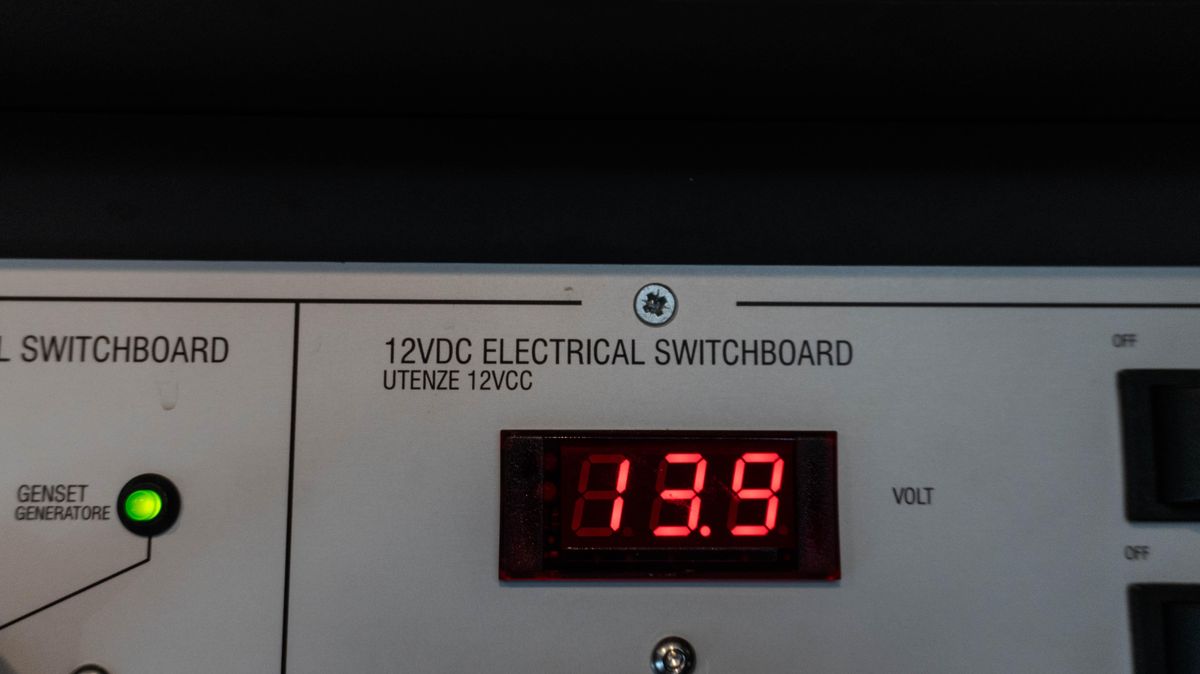 L SWITCHBOARD
12VDC ELECTRICAL SWITCHBOARD
UTENZE 12VCC
OFF
GENSET
GENERATORE
13.9
VOLT
OFF